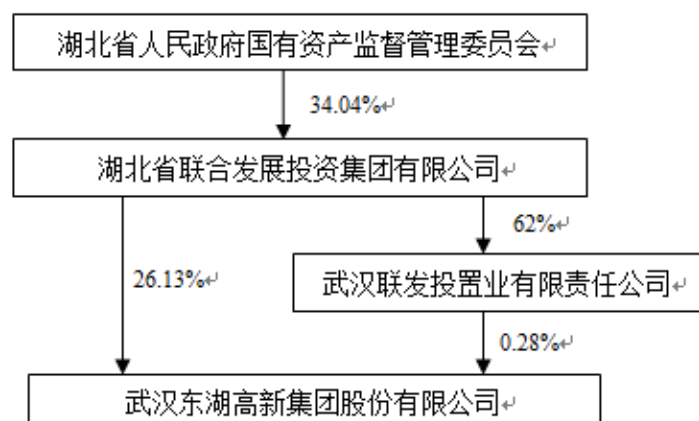 湖北省人民政府国有资产监督管理委员会↵
34.04%↵
湖北省联合发展投资集团有限公司↵
62%↵
26.13%↵
武汉联发投置业有限责任公司↵
0.28%↵
武汉东湖高新集团股份有限公司↵